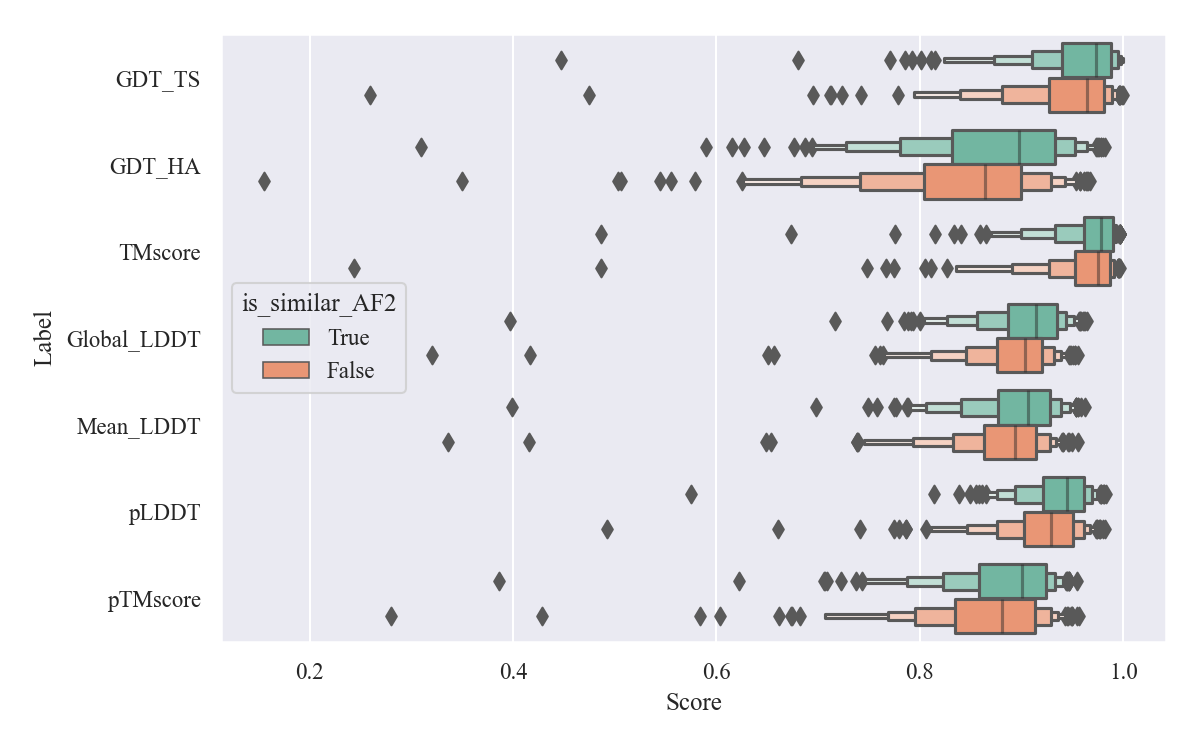 GDT_TS
GDT_HA
TMscore
Global_LDDT
Mean_LDDT
pLDDT
pTMscore
Label
is_similar_AF2
True
False
0.2 0.4 0.6 0.8 1.0
Score